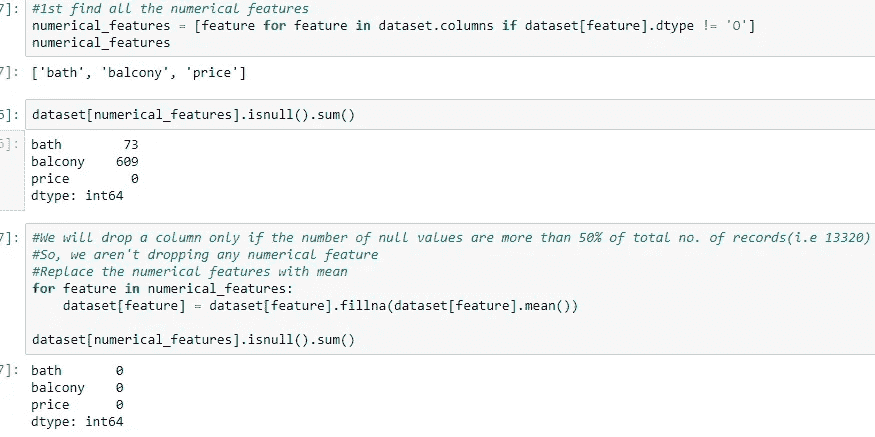 7]: #1st find all the numerical features
numerical_features = [feature for feature in dataset.columns if dataset[feature].dtype != 'O']
numerical_features
7]: ['bath', 'balcony', 'price']
6]: dataset[numerical_features].isnull().sum()
6]: bath 73
balcony 609
price 0
dtype: int64
7]: #We will drop a column only if the number of null values are more than 50% of total no. of records(i.e 13320)
#So, we aren't dropping any numerical feature
#Replace the numerical features with mean
for feature in numerical_features:
dataset[feature] = dataset[feature].fillna(dataset[feature].mean())
dataset[numerical_features].isnull().sum()
7]: bath 0
balcony 0
price 0
dtype: int64